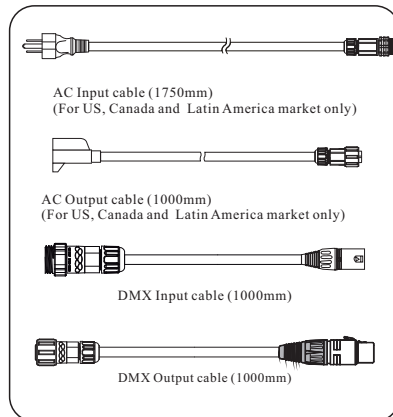 AC Input cable (1750mm)
(For US, Canada and Latin America market only)
AC Output cable (1000mm)
(For US, Canada and Latin America market only)
DMX Input cable (1000mm)
DMX Output cable (1000mm)